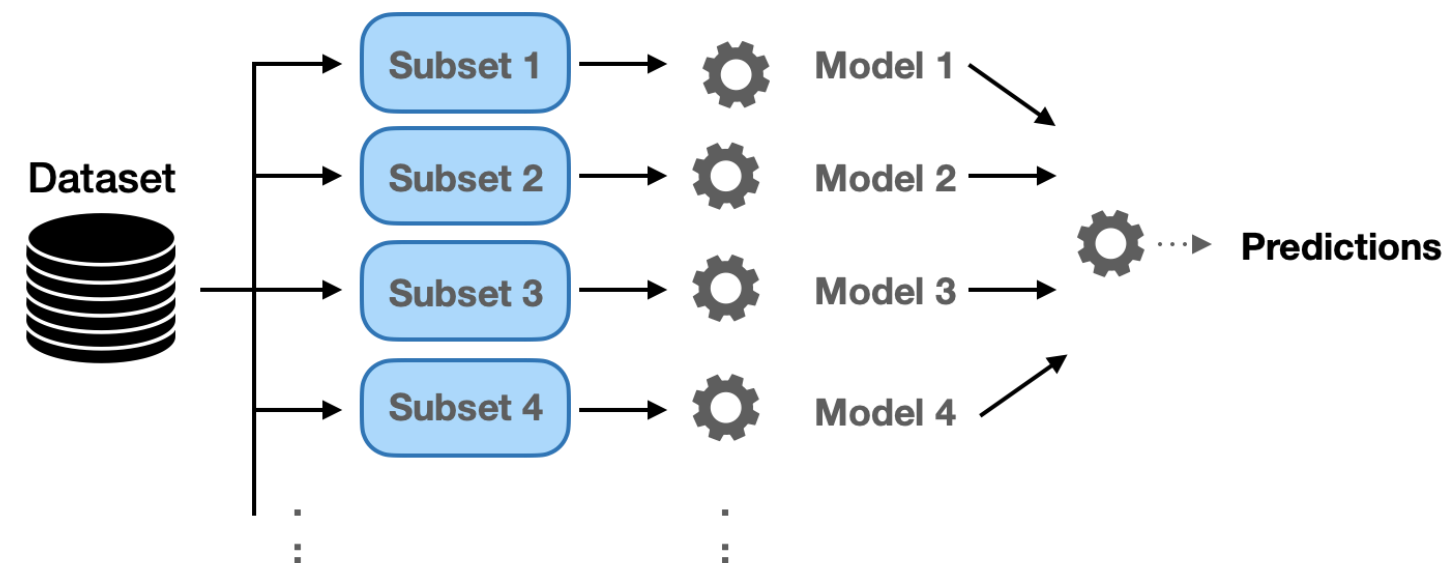 Dataset
Subset 1
Model 1
Subset 2
Model 2
Subset 3
Model 3
Subset 4
Model 4
Predictions